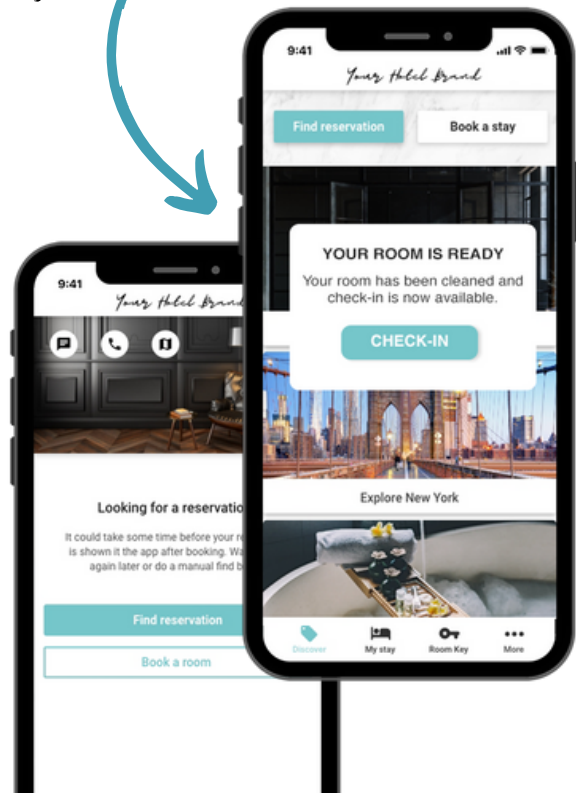 9:41
Your Hotel Brand
Find reservation
Book a stay
YOUR ROOM IS READY
Your room has been cleaned and
check-in is now available.
CHECK-IN
Explore New York
Discover
My stay
Room Key
More
9:41
Your Hotel Brand
Looking for a reservatio
It could take some time before your r
is shown it the app after booking. Wa
again later or do a manual find b
Find reservation
Book a room